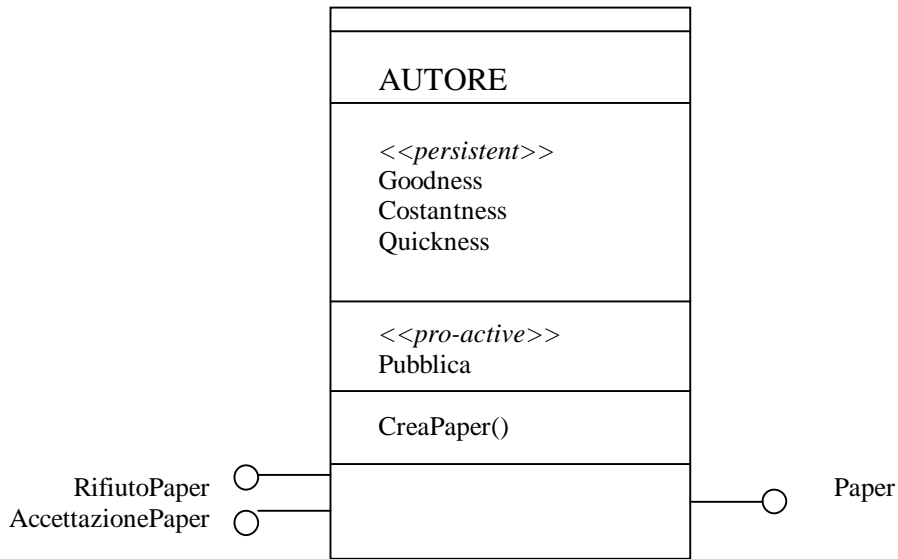 AUTORE
<<persistent>>
Goodness
Costantness
Quickness
<<pro-active>>
Pubblica
CreaPaper()
RifiutoPaper
AccettazionePaper
Paper